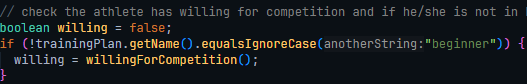 // check the athlete has willing for competition and if he/she is not in
boolean willing = false;
if (!trainingPlan.getName().equalsIgnoreCase(anotherString:"beginner")) {
willing = willingForCompetition();
}